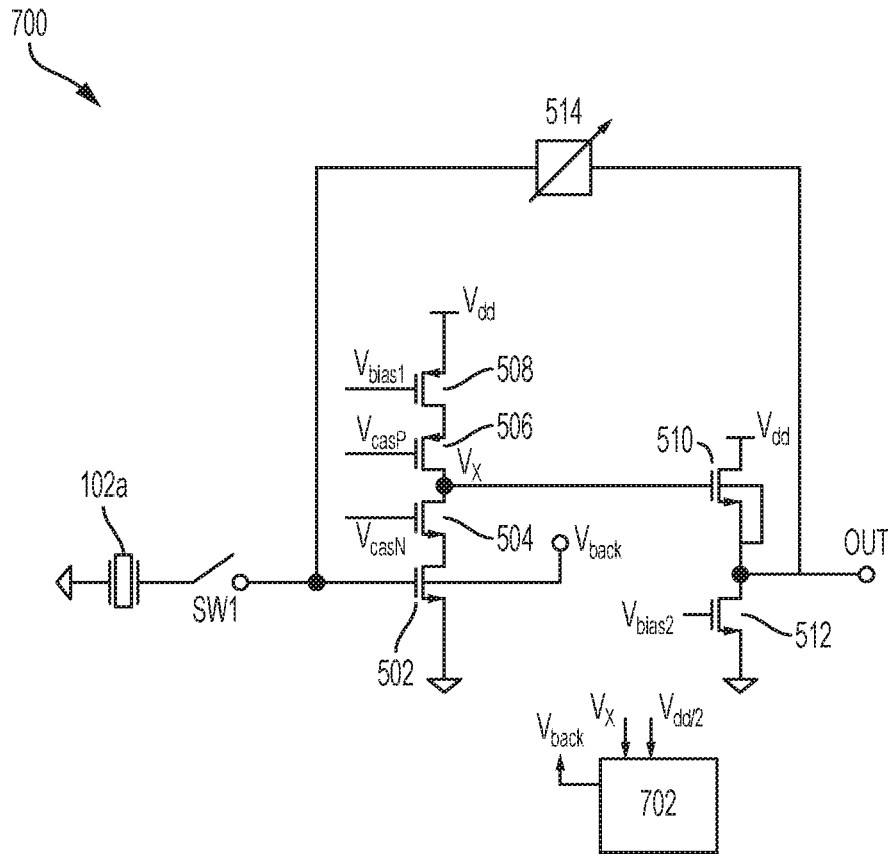 700
514
Vdd
Vbias1
508
VcasP
506
510
Vdd
VX
102a
VcasN
504
Vback
OUT
SW1
502
Vbias2
512
VX
Vdd/2
Vback
702